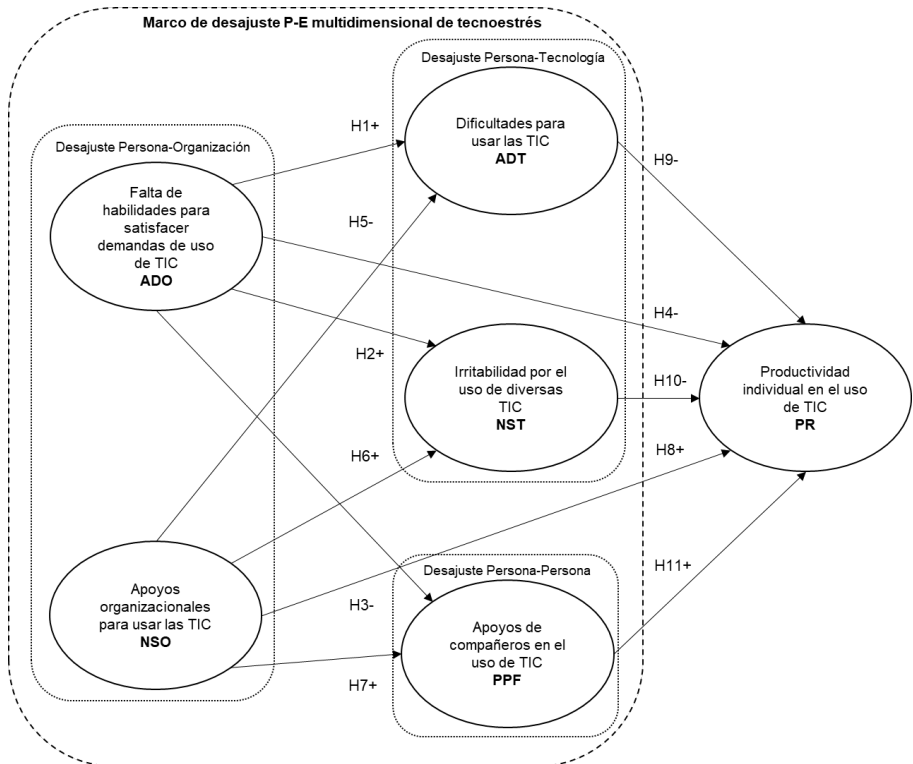 Marco de desajuste P-E multidimensional de tecnoestrés
Desajuste Persona-Tecnología
Dificultades para
usar las TIC
ADT
H1+
H9-
Desajuste Persona-Organización
Falta de
habilidades para
satisfacer
demandas de uso
de TIC
ADO
H5-
H4-
H2+
Irritabilidad por el
uso de diversas
TIC
NST
H10-
Productividad
individual en el uso
de TIC
PR
H6+
H8+
Desajuste Persona-Persona
H11+
Apoyos
organizacionales
para usar las TIC
NSO
H3-
Apoyos de
compañeros en el
uso de TIC
PPF
H7+